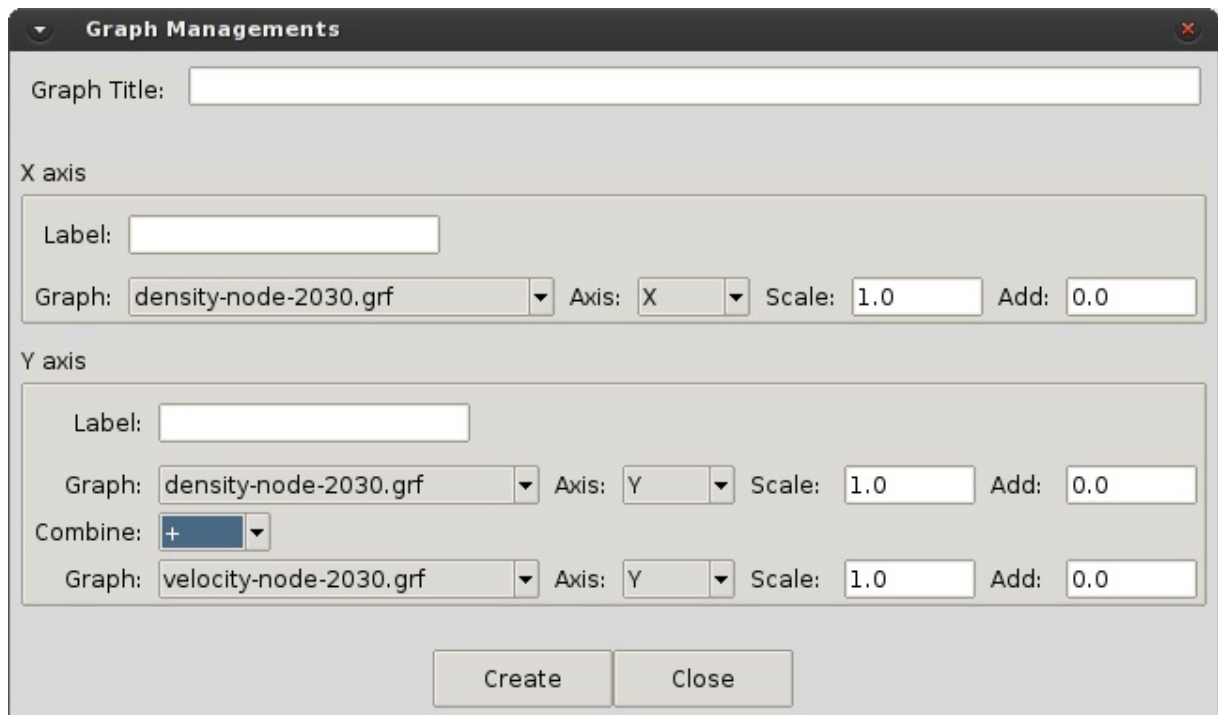 Graph Managements
Graph Title:
X axis
Label:
Graph: density-node-2030.grf Axis: X Scale: 1.0 Add: 0.0
Y axis
Label:
Graph: density-node-2030.grf Axis: Y Scale: 1.0 Add: 0.0
Combine: +
Graph: velocity-node-2030.grf Axis: Y Scale: 1.0 Add: 0.0
Create Close